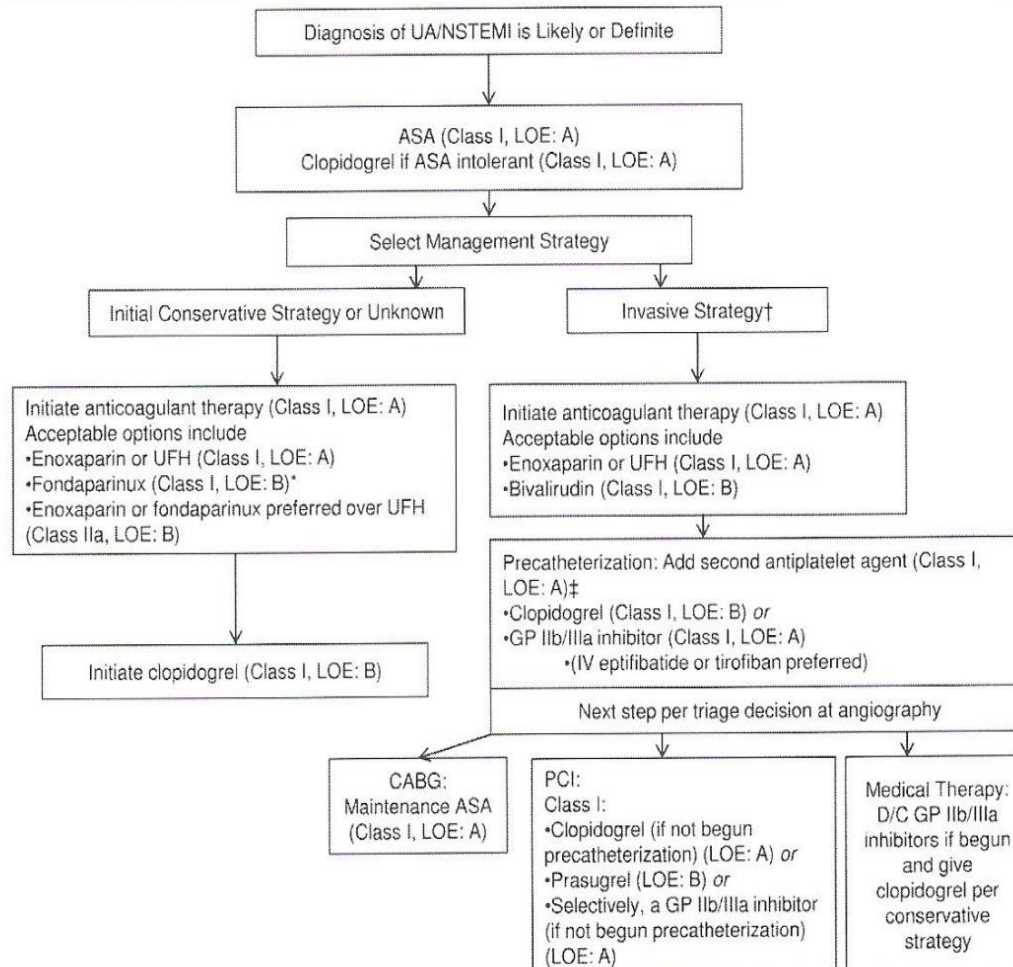 Diagnosis of UA/NSTEMI is Likely or Definite
ASA (Class I, LOE: A)
Clopidogrel if ASA intolerant (Class I, LOE: A)
Select Management Strategy
Initial Conservative Strategy or Unknown
Invasive Strategy†
Initiate anticoagulant therapy (Class I, LOE: A)
Acceptable options include
•Enoxaparin or UFH (Class I, LOE: A)
•Fondaparinux (Class I, LOE: B)*
•Enoxaparin or fondaparinux preferred over UFH
(Class IIa, LOE: B)
Initiate clopidogrel (Class I, LOE: B)
Initiate anticoagulant therapy (Class I, LOE: A)
Acceptable options include
•Enoxaparin or UFH (Class I, LOE: A)
•Bivalirudin (Class I, LOE: B)
Precatheterization: Add second antiplatelet agent (Class I,
LOE: A)‡
•Clopidogrel (Class I, LOE: B) or
•GP IIb/IIIa inhibitor (Class I, LOE: A)
•(IV eptifibatide or tirofiban preferred)
Next step per triage decision at angiography
CABG:
Maintenance ASA
(Class I, LOE: A)
PCI:
Class I:
•Clopidogrel (if not begun
precatheterization) (LOE: A) or
•Prasugrel (LOE: B) or
•Selectively, a GP IIb/IIIa inhibitor
(if not begun precatheterization)
(LOE: A)
Medical Therapy:
D/C GP IIb/IIIa
inhibitors if begun
and give
clopidogrel per
conservative
strategy